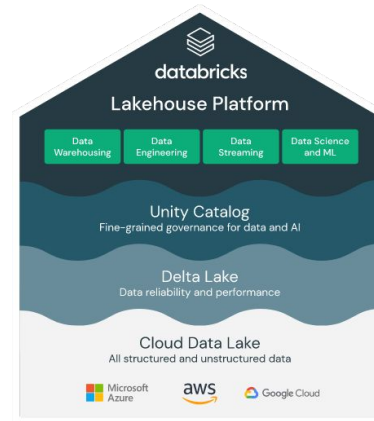 databricks
Lakehouse Platform
Data Warehousing
Data Engineering
Data Streaming
Data Science and ML
Unity Catalog
Fine-grained governance for data and AI
Delta Lake
Data reliability and performance
Cloud Data Lake
All structured and unstructured data
Microsoft Azure
aws
Google Cloud